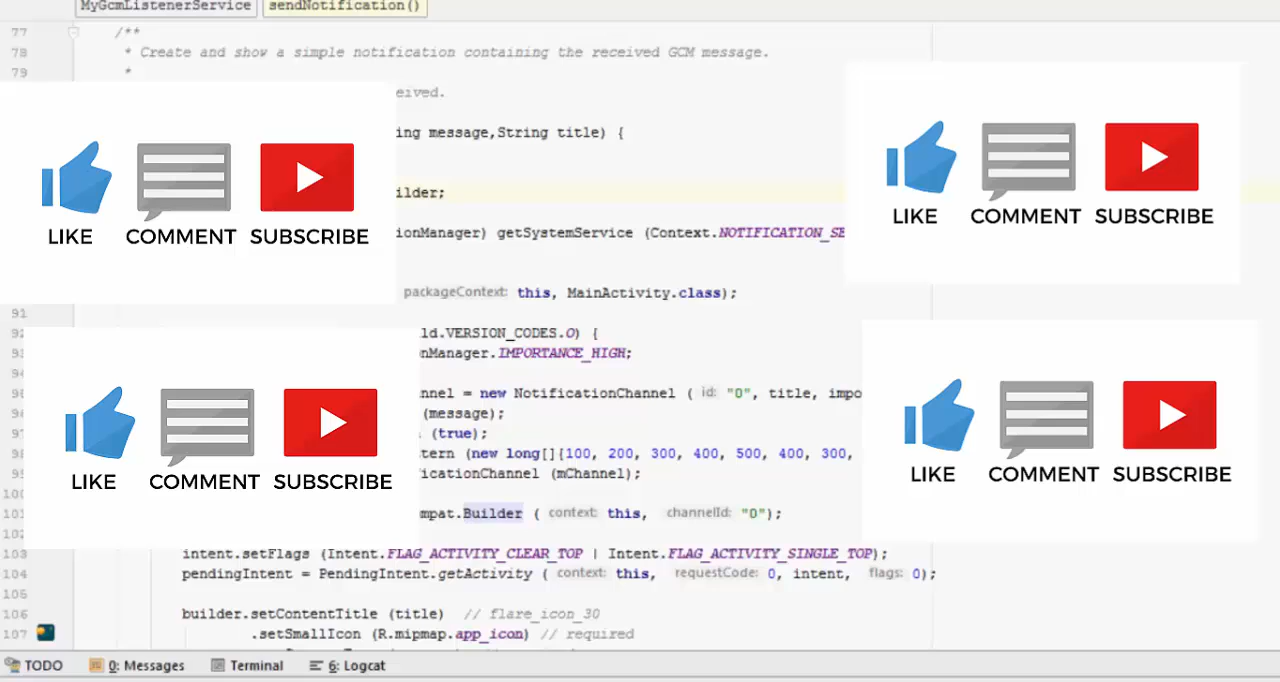 MyGcmListenerService sendNotification()
77 /**
78 * Create and show a simple notification containing the received GCM message.
79 *
eived.
ing message,String title) {
ilder;
LIKE COMMENT SUBSCRIBE
LIKE COMMENT SUBSCRIBE
ionManager) getSystemService (Context.NOTIFICATION_SE
packageContext: this, MainActivity.class);
91
92 ld.VERSION_CODES.O) {
93 nManager.IMPORTANCE_HIGH;
nnel = new NotificationChannel ( id: "0", title, impo
(message);
(true);
tern (new long[]{100, 200, 300, 400, 500, 400, 300,
icationChannel (mChannel);
LIKE COMMENT SUBSCRIBE
LIKE COMMENT SUBSCRIBE
mpat.Builder ( context: this, channelId: "0");
103 intent.setFlags (Intent.FLAG_ACTIVITY_CLEAR_TOP | Intent.FLAG_ACTIVITY_SINGLE_TOP);
104 pendingIntent = PendingIntent.getActivity ( context: this, requestCode: 0, intent, flags: 0);
105
106 builder.setContentTitle (title) // flare_icon_30
107 .setSmallIcon (R.mipmap.app_icon) // required
TODO 0: Messages Terminal 6: Logcat